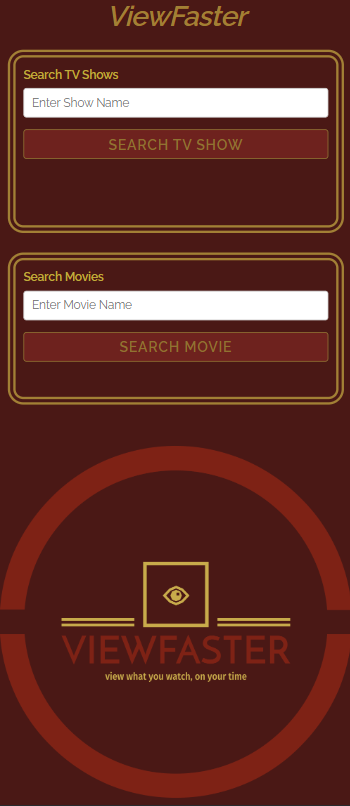 ViewFaster
Search TV Shows
Enter Show Name
SEARCH TV SHOW
Search Movies
Enter Movie Name
SEARCH MOVIE
VIEWFASTER
view what you watch, on your time